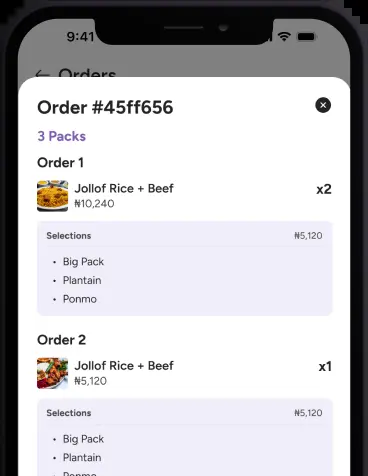 9:41
← Orders
Order #45ff656
3 Packs
Order 1
Jollof Rice + Beef
x2
₦10,240
Selections
₦5,120
• Big Pack
• Plantain
• Ponmo
Order 2
Jollof Rice + Beef
x1
₦5,120
Selections
₦5,120
• Big Pack
• Plantain
• Ponmo